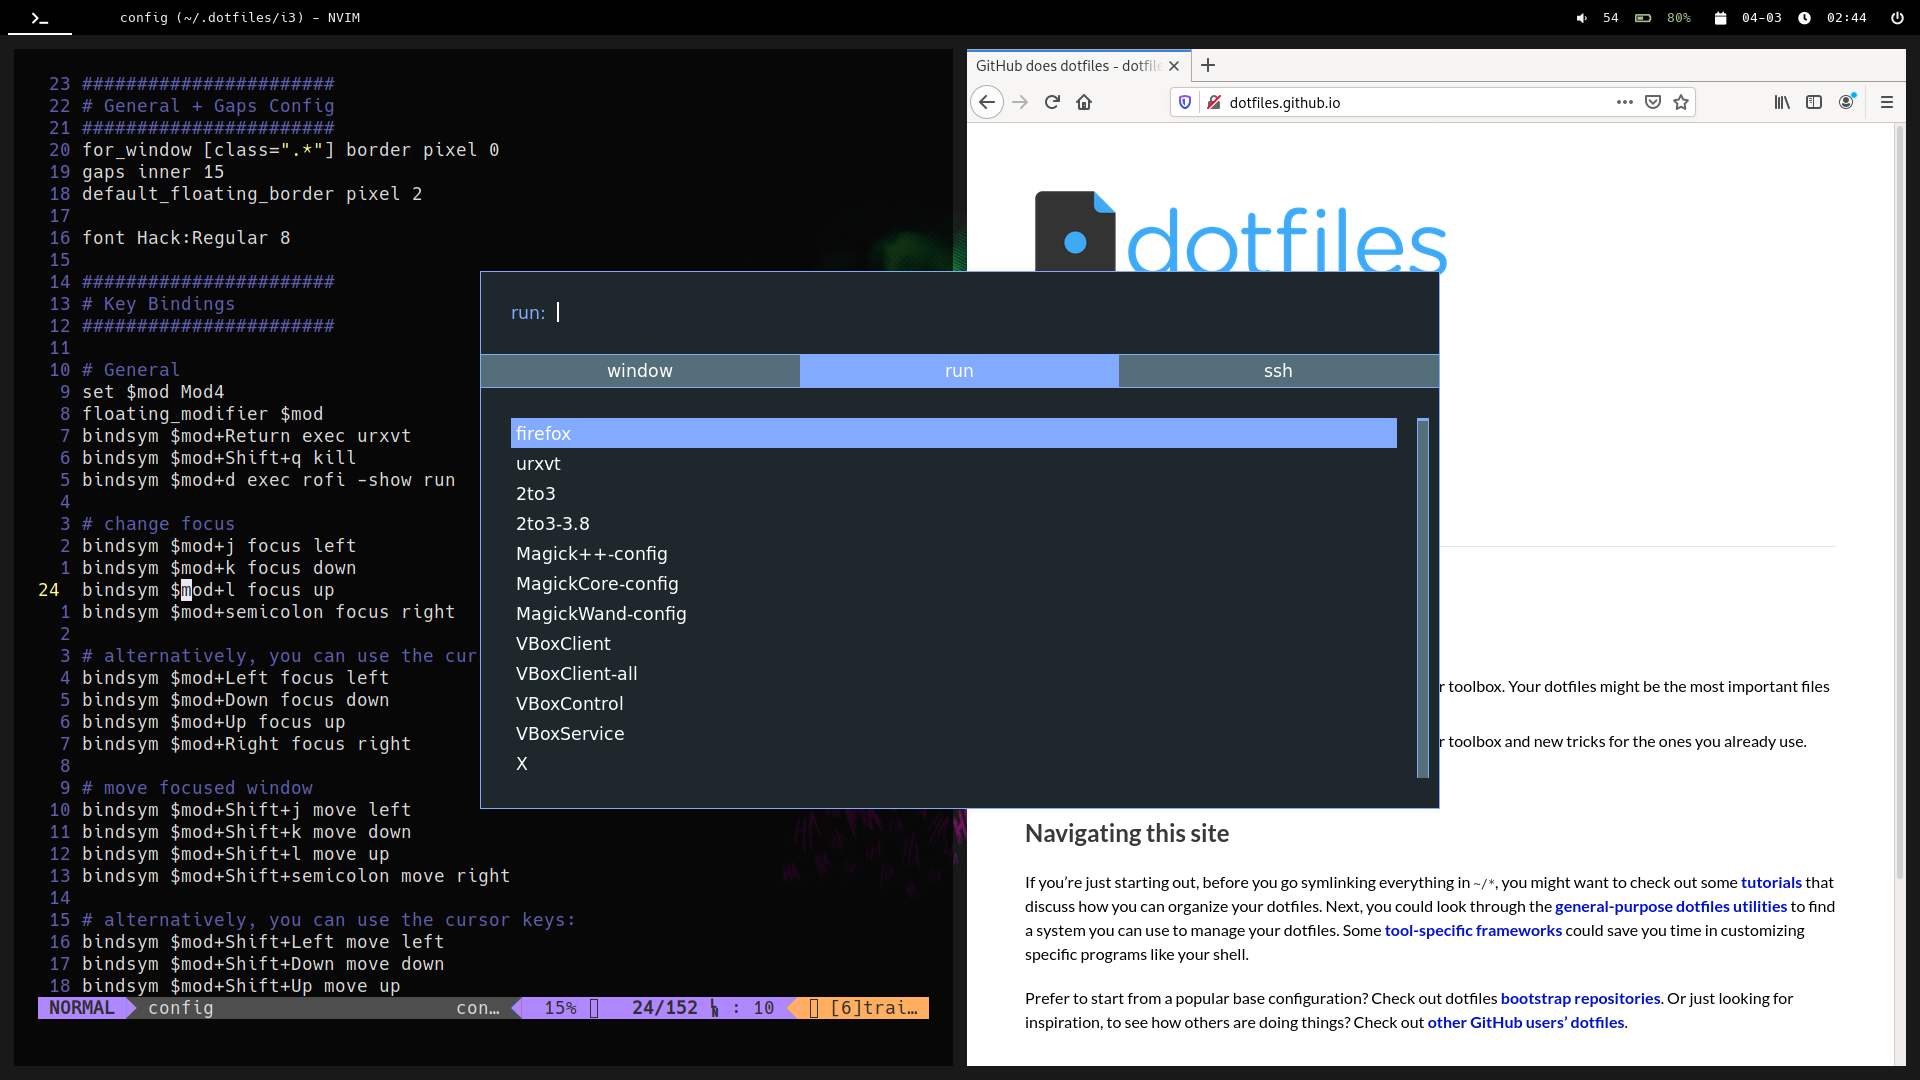 config (~/.dotfiles/i3) - NVIM
54 80% 04-03 02:44
23 #######################
22 # General + Gaps Config
21 #######################
20 for_window [class=".*"] border pixel 0
19 gaps inner 15
18 default_floating_border pixel 2
17
16 font Hack:Regular 8
15
14 #######################
13 # Key Bindings
12 #######################
11
10 # General
9 set $mod Mod4
8 floating_modifier $mod
7 bindsym $mod+Return exec urxvt
6 bindsym $mod+Shift+q kill
5 bindsym $mod+d exec rofi -show run
4
3 # change focus
2 bindsym $mod+j focus left
1 bindsym $mod+k focus down
24 bindsym $mod+l focus up
1 bindsym $mod+semicolon focus right
2
3 # alternatively, you can use the cur
4 bindsym $mod+Left focus left
5 bindsym $mod+Down focus down
6 bindsym $mod+Up focus up
7 bindsym $mod+Right focus right
8
9 # move focused window
10 bindsym $mod+Shift+j move left
11 bindsym $mod+Shift+k move down
12 bindsym $mod+Shift+l move up
13 bindsym $mod+Shift+semicolon move right
14
15 # alternatively, you can use the cursor keys:
16 bindsym $mod+Shift+Left move left
17 bindsym $mod+Shift+Down move down
18 bindsym $mod+Shift+Up move up
NORMAL config con… 15% 24/152 : 10 [6]trai…
run:
window run ssh
firefox
urxvt
2to3
2to3-3.8
Magick++-config
MagickCore-config
MagickWand-config
VBoxClient
VBoxClient-all
VBoxControl
VBoxService
X
GitHub does dotfiles - dotfile
dotfiles.github.io
dotfiles
r toolbox. Your dotfiles might be the most important files
r toolbox and new tricks for the ones you already use.
Navigating this site
If you’re just starting out, before you go symlinking everything in ~/*, you might want to check out some tutorials that
discuss how you can organize your dotfiles. Next, you could look through the general-purpose dotfiles utilities to find
a system you can use to manage your dotfiles. Some tool-specific frameworks could save you time in customizing
specific programs like your shell.
Prefer to start from a popular base configuration? Check out dotfiles bootstrap repositories. Or just looking for
inspiration, to see how others are doing things? Check out other GitHub users’ dotfiles.